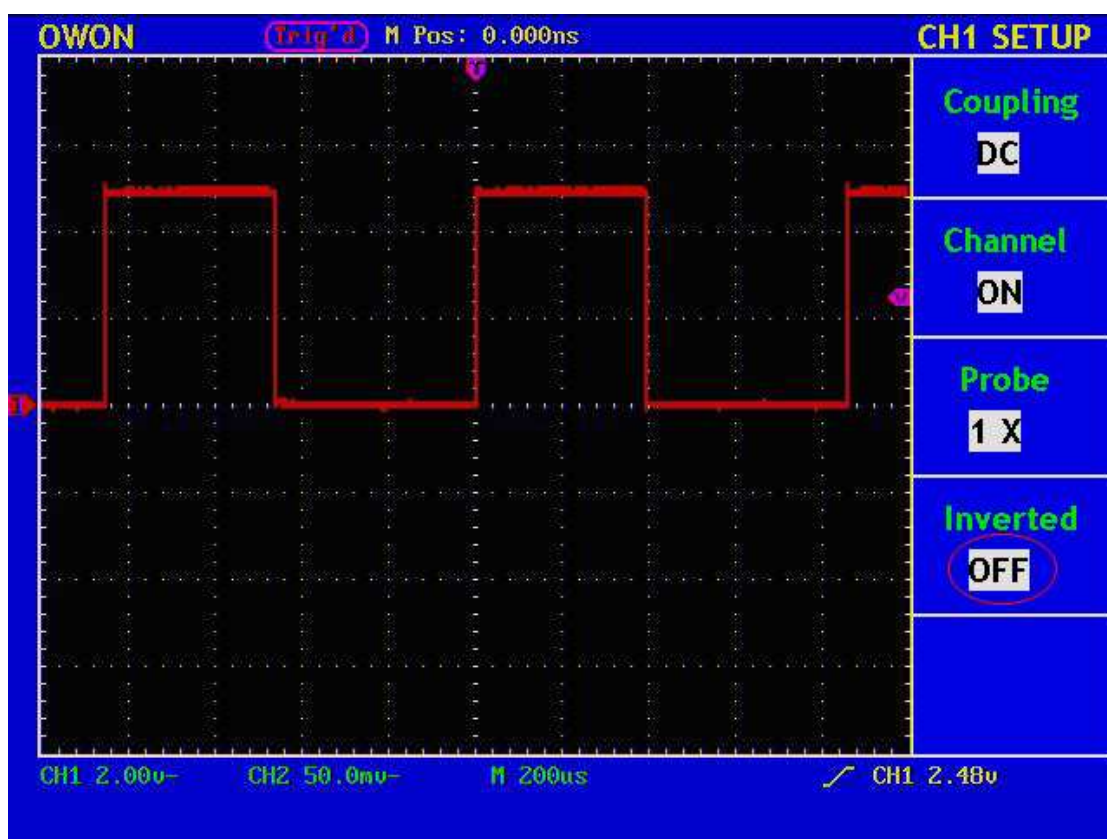 OWON Trig'd M Pos: 0.000ns CH1 SETUP
Coupling
DC
Channel
ON
Probe
1 X
Inverted
OFF
CH1 2.00v- CH2 50.0mv- M 200us CH1 2.48v